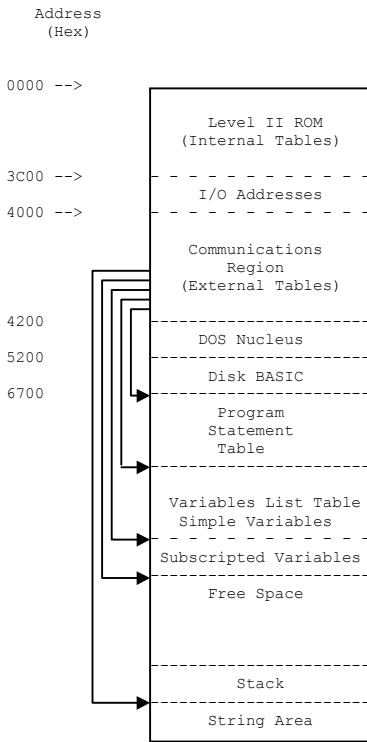 Address
(Hex)
0000 -->
Level II ROM
(Internal Tables)
3C00 -->
I/O Addresses
4000 -->
Communications
Region
(External Tables)
4200
DOS Nucleus
5200
Disk BASIC
6700
Program
Statement
Table
Variables List Table
Simple Variables
Subscripted Variables
Free Space
Stack
String Area